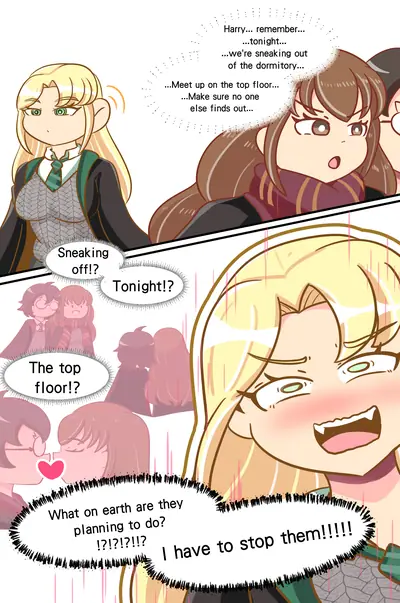 Harry... remember...
...tonight...
...we're sneaking out
of the dormitory...
...Meet up on the top floor...
...Make sure no one
else finds out...
Sneaking
off!?
Tonight!?
The top
floor!?
What on earth are they
planning to do?
!?!?!?!!?
I have to stop them!!!!!